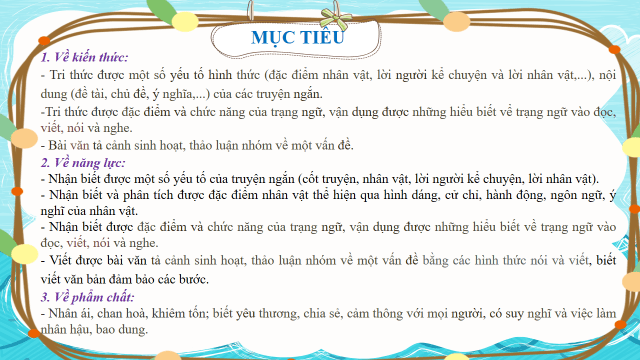 MỤC TIÊU
1. Về kiến thức:
- Tri thức được một số yếu tố hình thức (đặc điểm nhân vật, lời người kể chuyện và lời nhân vật,...), nội
dung (đề tài, chủ đề, ý nghĩa,...) của các truyện ngắn.
-Tri thức được đặc điểm và chức năng của trạng ngữ, vận dụng được những hiểu biết về trạng ngữ vào đọc,
viết, nói và nghe.
- Bài văn tả cảnh sinh hoạt, thảo luận nhóm về một vấn đề.
2. Về năng lực:
- Nhận biết được một số yếu tố của truyện ngắn (cốt truyện, nhân vật, lời người kể chuyện, lời nhân vật).
- Nhận biết và phân tích được đặc điểm nhân vật thể hiện qua hình dáng, cử chỉ, hành động, ngôn ngữ, ý
nghĩ của nhân vật.
- Nhận biết được đặc điểm và chức năng của trạng ngữ, vận dụng được những hiểu biết về trạng ngữ vào
đọc, viết, nói và nghe.
- Viết được bài văn tả cảnh sinh hoạt, thảo luận nhóm về một vấn đề bằng các hình thức nói và viết, biết
viết văn bản đảm bảo các bước.
3. Về phẩm chất:
- Nhân ái, chan hoà, khiêm tốn; biết yêu thương, chia sẻ, cảm thông với mọi người, có suy nghĩ và việc làm
nhân hậu, bao dung.